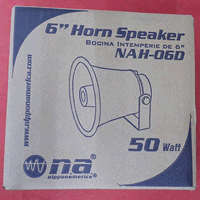 6" Horn Speaker
BOCINA INTEMPERIE DE 6"
NAH-06D
www.nipponamerica.com
50 Watt
na®
nipponamerica®